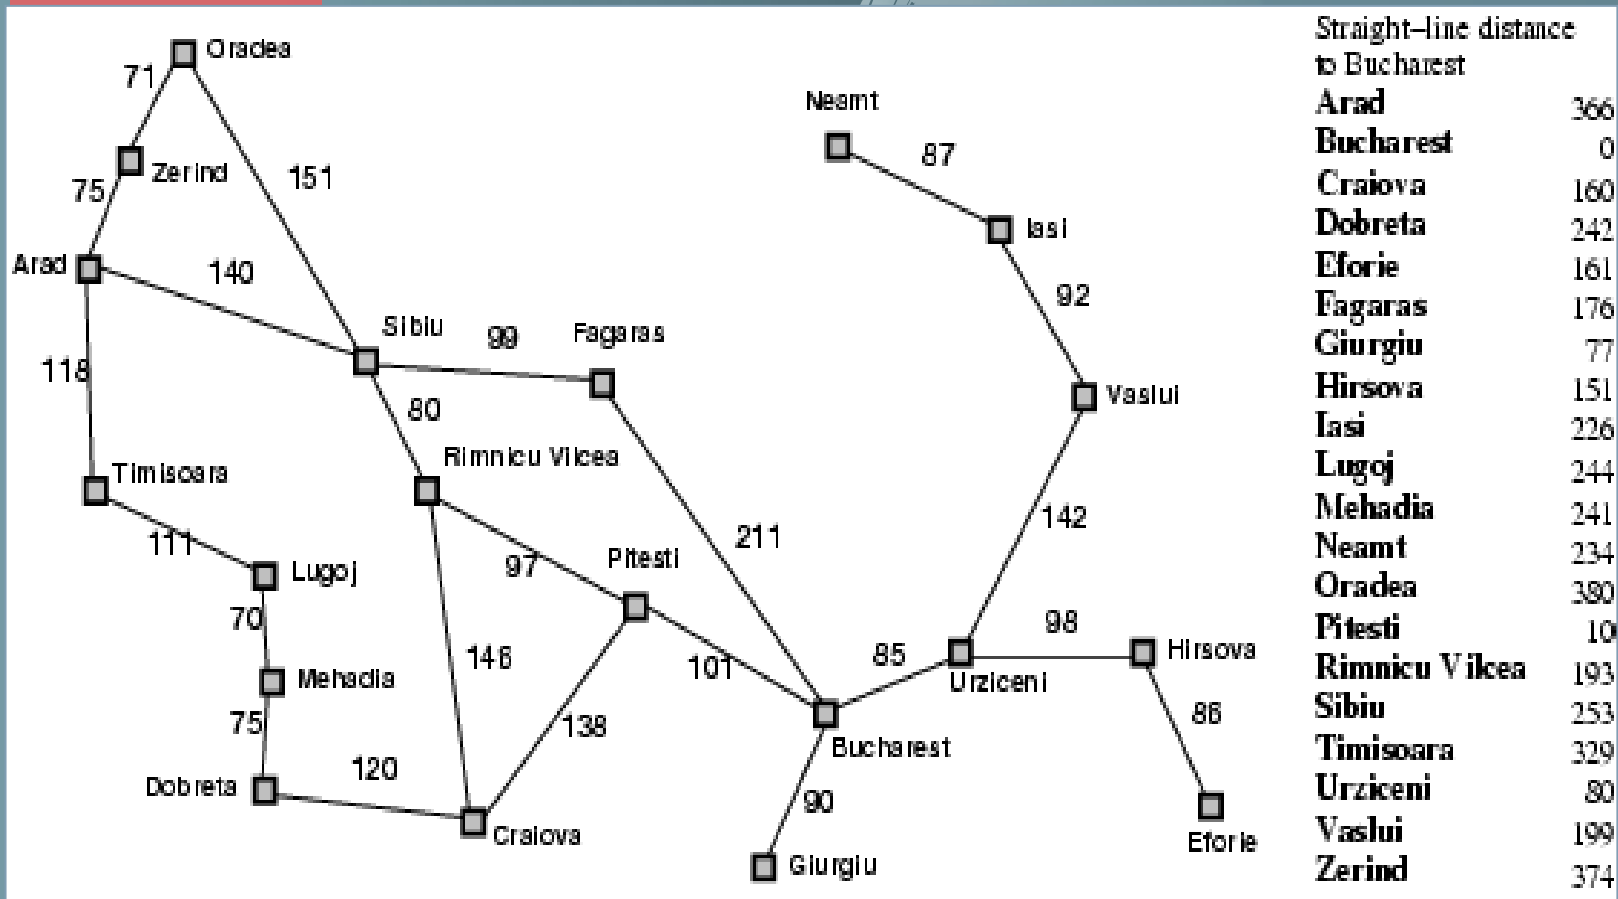 Oradea
71
Neamt
Zerind
151
87
75
Iasi
Arad
140
92
Sibiu
99
Fagaras
118
80
Vaslui
Rimnicu Vilcea
Timisoara
142
211
111
97
Pitesti
Lugoj
70
98
146
101
85
Hirsova
Mehadia
Urziceni
75
138
86
Bucharest
120
Dobreta
90
Craiova
Eforie
Giurgiu
Straight–line distance
to Bucharest
Arad 366
Bucharest 0
Craiova 160
Dobreta 242
Eforie 161
Fagaras 176
Giurgiu 77
Hirsova 151
Iasi 226
Lugoj 244
Mehadia 241
Neamt 234
Oradea 380
Pitesti 10
Rimnicu Vilcea 193
Sibiu 253
Timisoara 329
Urziceni 80
Vaslui 199
Zerind 374